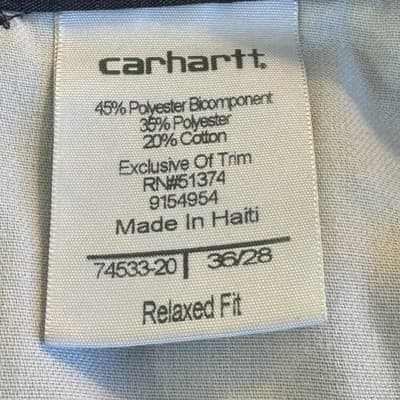 carhartt.
45% Polyester Bicomponent
35% Polyester
20% Cotton
Exclusive Of Trim
RN#51374
9154954
Made In Haiti
74533-20 36/28
Relaxed Fit